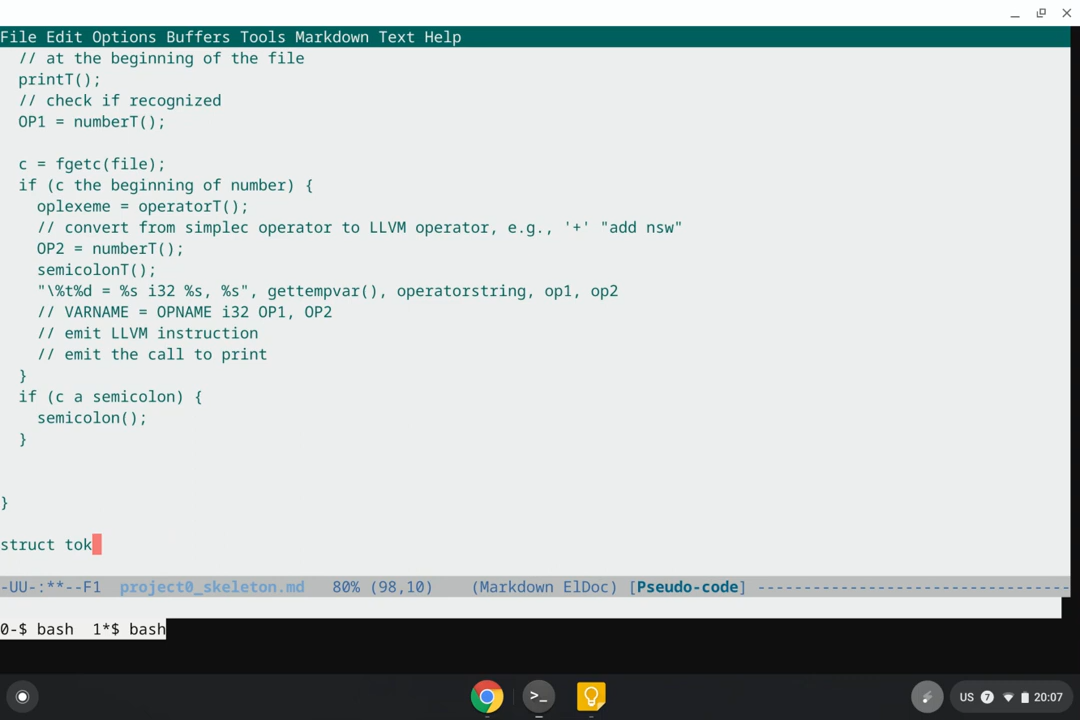 File Edit Options Buffers Tools Markdown Text Help
// at the beginning of the file
printT();
// check if recognized
OP1 = numberT();
c = fgetc(file);
if (c the beginning of number) {
oplexeme = operatorT();
// convert from simplec operator to LLVM operator, e.g., '+' "add nsw"
OP2 = numberT();
semicolonT();
"\%t%d = %s i32 %s, %s", gettempvar(), operatorstring, op1, op2
// VARNAME = OPNAME i32 OP1, OP2
// emit LLVM instruction
// emit the call to print
}
if (c a semicolon) {
semicolon();
}
}
struct tok
-UU-:**--F1  project0_skeleton.md   80% (98,10)    (Markdown ElDoc) [Pseudo-code] ----------------------------------
0-$ bash  1*$ bash
>_
US 7 20:07